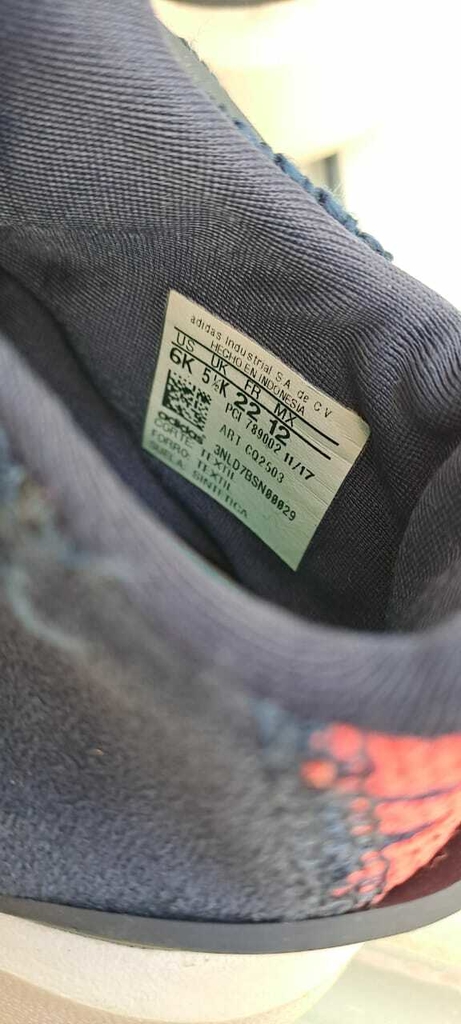 adidas Industrial S.A. de C.V
HECHO EN INDONESIA
US UK FR MX
6K 5½K 22 12
PCI 789002 11/17
ART CQ2503
adidas
3NLD7BSN00029
CORTE: TEXTIL
FORRO: TEXTIL
SUELA: SINTETICA